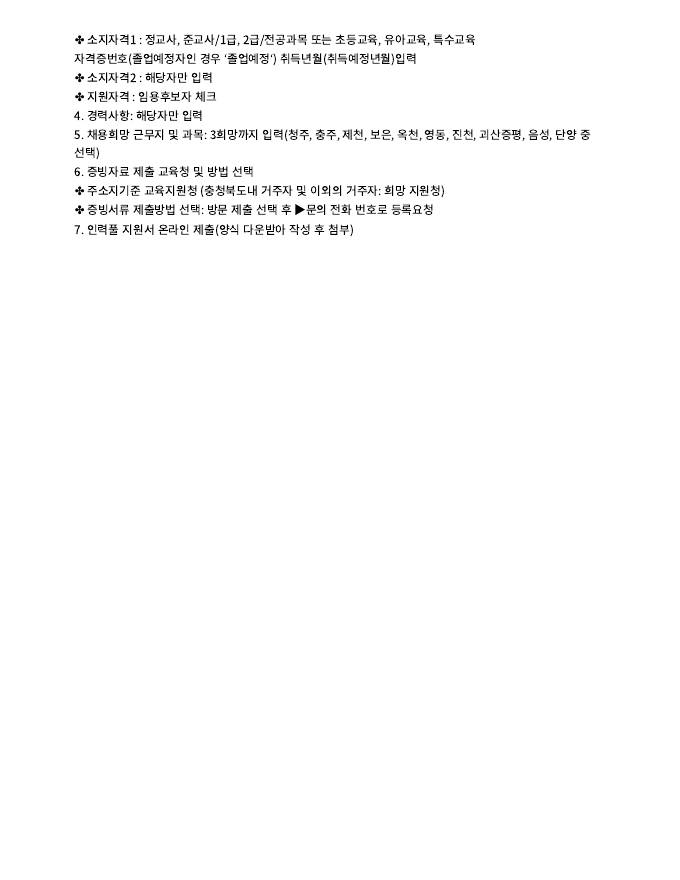 ✤ 소지자격1 : 정교사, 준교사/1급, 2급/전공과목 또는 초등교육, 유아교육, 특수교육
자격증번호(졸업예정자인 경우 '졸업예정') 취득년월(취득예정년월)입력
✤ 소지자격2 : 해당자만 입력
✤ 지원자격 : 임용후보자 체크
4. 경력사항: 해당자만 입력
5. 채용희망 근무지 및 과목: 3희망까지 입력(청주, 충주, 제천, 보은, 옥천, 영동, 진천, 괴산증평, 음성, 단양 중
선택)
6. 증빙자료 제출 교육청 및 방법 선택
✤ 주소지기준 교육지원청 (충청북도내 거주자 및 이외의 거주자: 희망 지원청)
✤ 증빙서류 제출방법 선택: 방문 제출 선택 후 ▶문의 전화 번호로 등록요청
7. 인력풀 지원서 온라인 제출(양식 다운받아 작성 후 첨부)